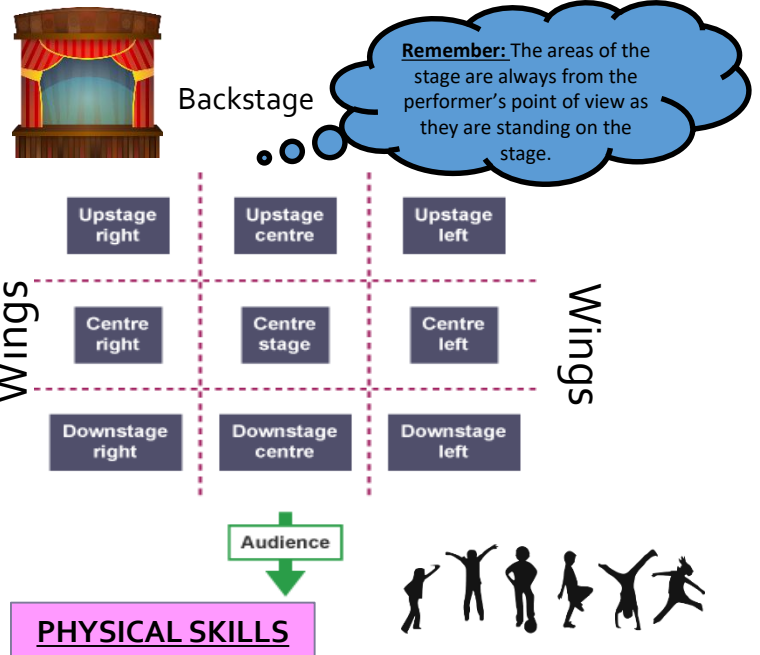 Backstage
Remember: The areas of the
stage are always from the
performer’s point of view as
they are standing on the
stage.
Upstage
right
Upstage
centre
Upstage
left
Wings
Centre
right
Centre
stage
Centre
left
Wings
Downstage
right
Downstage
centre
Downstage
left
Audience
PHYSICAL SKILLS